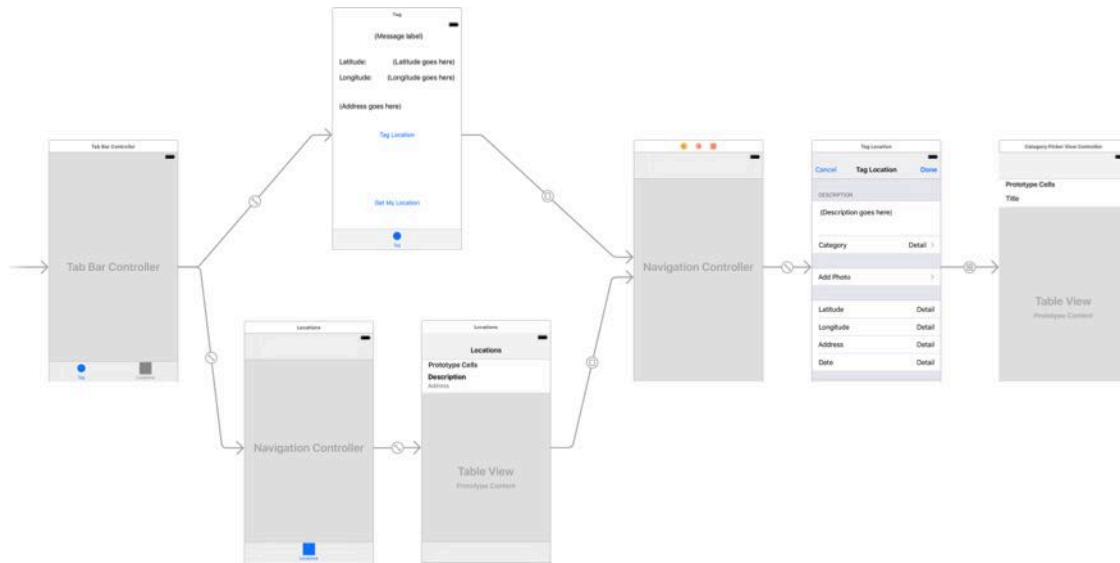 Tag
(Message label)
Latitude: (Latitude goes here)
Longitude: (Longitude goes here)
(Address goes here)
Tag Location
Get My Location
Tag
Tab Bar Controller
Tab Bar Controller
Tag Locations
Locations
Navigation Controller
Locations
Locations
Locations
Prototype Cells
Description
Address
Table View
Prototype Content
Navigation Controller
Tag Location
Cancel Tag Location Done
DESCRIPTION
(Description goes here)
Category Detail
Add Photo
Latitude Detail
Longitude Detail
Address Detail
Date Detail
Category Picker View Controller
Prototype Cells
Title
Table View
Prototype Content